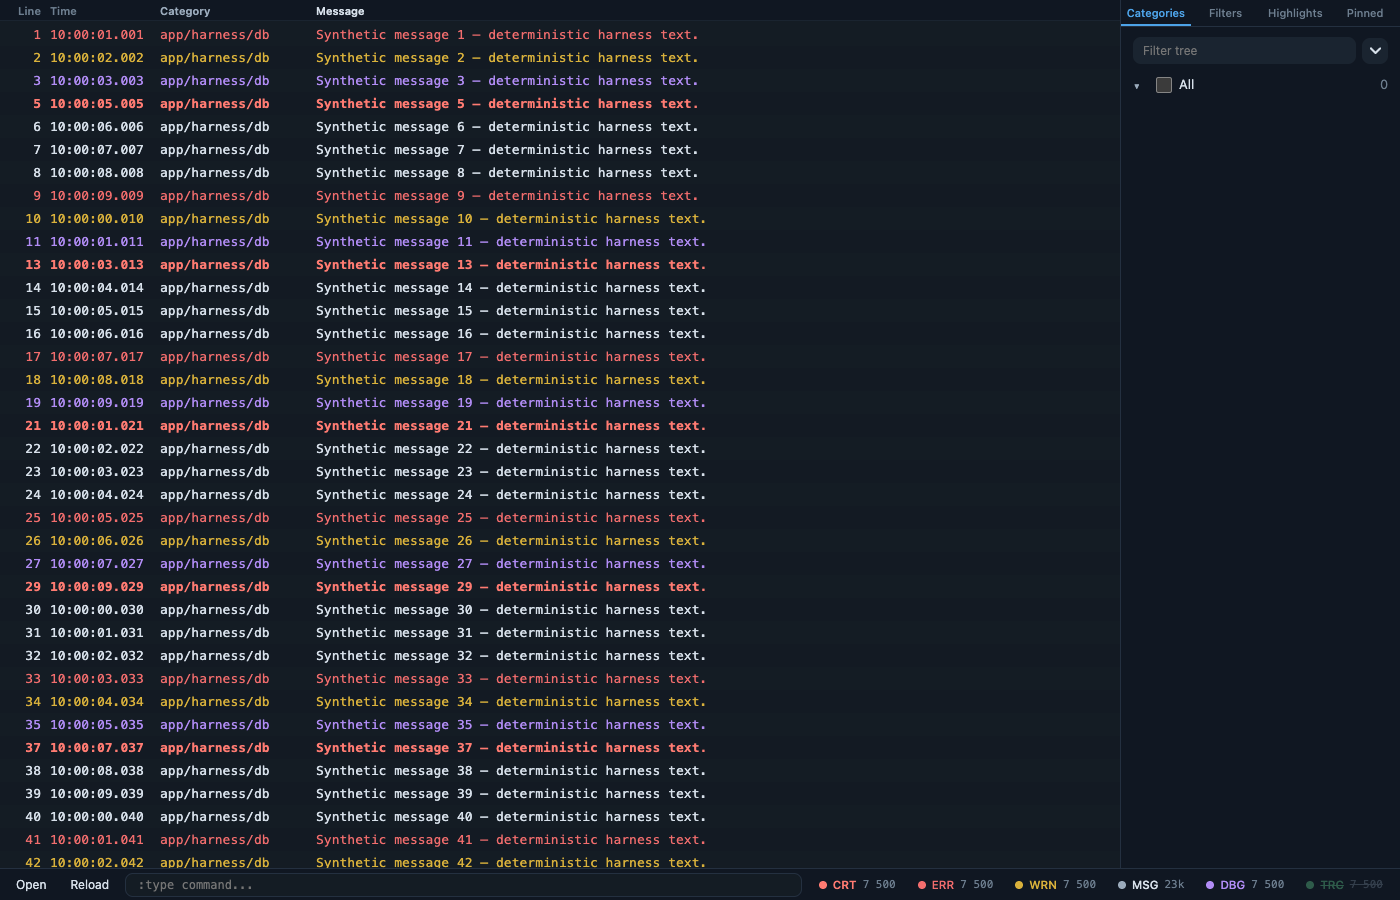 Line Time Category Message
1 10:00:01.001 app/harness/db Synthetic message 1 — deterministic harness text.
2 10:00:02.002 app/harness/db Synthetic message 2 — deterministic harness text.
3 10:00:03.003 app/harness/db Synthetic message 3 — deterministic harness text.
5 10:00:05.005 app/harness/db Synthetic message 5 — deterministic harness text.
6 10:00:06.006 app/harness/db Synthetic message 6 — deterministic harness text.
7 10:00:07.007 app/harness/db Synthetic message 7 — deterministic harness text.
8 10:00:08.008 app/harness/db Synthetic message 8 — deterministic harness text.
9 10:00:09.009 app/harness/db Synthetic message 9 — deterministic harness text.
10 10:00:00.010 app/harness/db Synthetic message 10 — deterministic harness text.
11 10:00:01.011 app/harness/db Synthetic message 11 — deterministic harness text.
13 10:00:03.013 app/harness/db Synthetic message 13 — deterministic harness text.
14 10:00:04.014 app/harness/db Synthetic message 14 — deterministic harness text.
15 10:00:05.015 app/harness/db Synthetic message 15 — deterministic harness text.
16 10:00:06.016 app/harness/db Synthetic message 16 — deterministic harness text.
17 10:00:07.017 app/harness/db Synthetic message 17 — deterministic harness text.
18 10:00:08.018 app/harness/db Synthetic message 18 — deterministic harness text.
19 10:00:09.019 app/harness/db Synthetic message 19 — deterministic harness text.
21 10:00:01.021 app/harness/db Synthetic message 21 — deterministic harness text.
22 10:00:02.022 app/harness/db Synthetic message 22 — deterministic harness text.
23 10:00:03.023 app/harness/db Synthetic message 23 — deterministic harness text.
24 10:00:04.024 app/harness/db Synthetic message 24 — deterministic harness text.
25 10:00:05.025 app/harness/db Synthetic message 25 — deterministic harness text.
26 10:00:06.026 app/harness/db Synthetic message 26 — deterministic harness text.
27 10:00:07.027 app/harness/db Synthetic message 27 — deterministic harness text.
29 10:00:09.029 app/harness/db Synthetic message 29 — deterministic harness text.
30 10:00:00.030 app/harness/db Synthetic message 30 — deterministic harness text.
31 10:00:01.031 app/harness/db Synthetic message 31 — deterministic harness text.
32 10:00:02.032 app/harness/db Synthetic message 32 — deterministic harness text.
33 10:00:03.033 app/harness/db Synthetic message 33 — deterministic harness text.
34 10:00:04.034 app/harness/db Synthetic message 34 — deterministic harness text.
35 10:00:05.035 app/harness/db Synthetic message 35 — deterministic harness text.
37 10:00:07.037 app/harness/db Synthetic message 37 — deterministic harness text.
38 10:00:08.038 app/harness/db Synthetic message 38 — deterministic harness text.
39 10:00:09.039 app/harness/db Synthetic message 39 — deterministic harness text.
40 10:00:00.040 app/harness/db Synthetic message 40 — deterministic harness text.
41 10:00:01.041 app/harness/db Synthetic message 41 — deterministic harness text.
42 10:00:02.042 app/harness/db Synthetic message 42 — deterministic harness text.
Categories Filters Highlights Pinned
Filter tree
All 0
Open Reload :type command... CRT 7 500 ERR 7 500 WRN 7 500 MSG 23k DBG 7 500 TRC 7 500